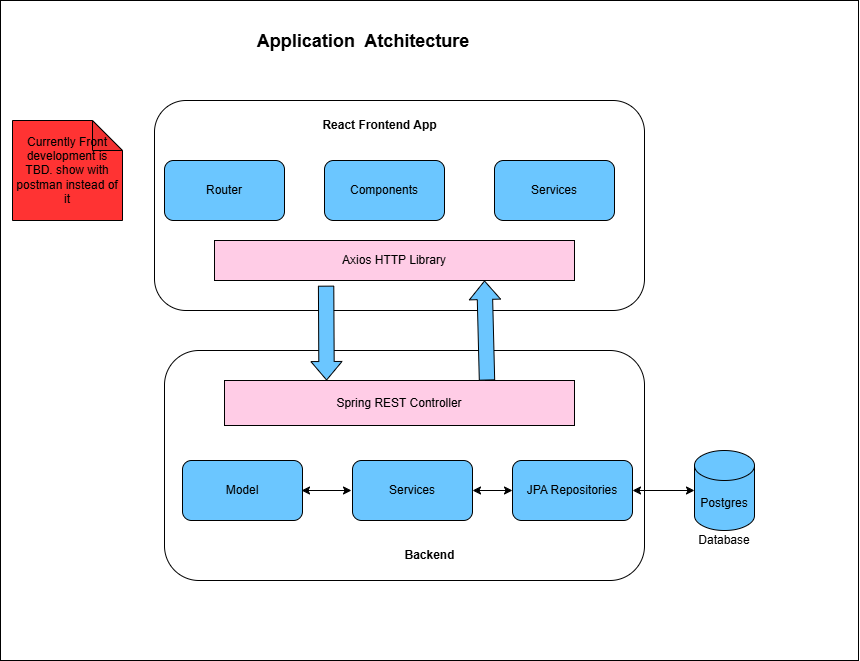 Application Atchitecture
React Frontend App
Currently Front
development is
TBD. show with
postman instead of
it
Router
Components
Services
Axios HTTP Library
Spring REST Controller
Model
Services
JPA Repositories
Postgres
Database
Backend